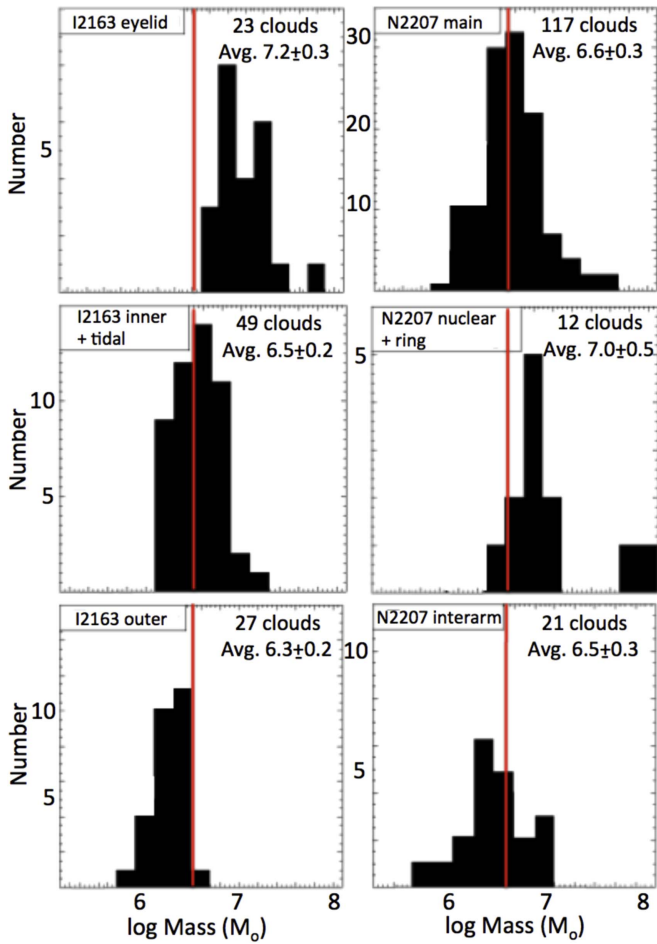 I2163 eyelid
23 clouds
Avg. 7.2±0.3
5
Number
N2207 main
117 clouds
Avg. 6.6±0.3
30
20
10
I2163 inner
+ tidal
49 clouds
Avg. 6.5±0.2
10
5
N2207 nuclear
+ ring
12 clouds
Avg. 7.0±0.5
5
I2163 outer
27 clouds
Avg. 6.3±0.2
10
5
Number
6 7 8
log Mass (Mₒ)
N2207 interarm
21 clouds
Avg. 6.5±0.3
10
5
6 7 8
log Mass (Mₒ)